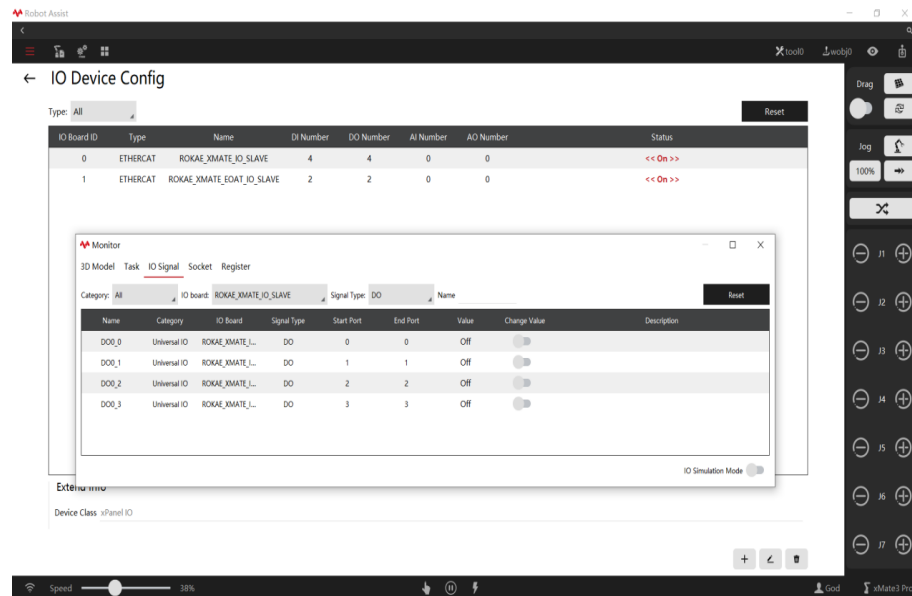 Robot Assist
tool0 wobj0
IO Device Config
Type: All
Reset
IO Board ID Type Name DI Number DO Number AI Number AO Number Status
0 ETHERCAT ROKAE_XMATE_IO_SLAVE 4 4 0 0 << On >>
1 ETHERCAT ROKAE_XMATE_EOAT_IO_SLAVE 2 2 0 0 << On >>
Monitor
3D Model Task IO Signal Socket Register
Category: All IO board: ROKAE_XMATE_IO_SLAVE Signal Type: DO Name Reset
Name Category IO Board Signal Type Start Port End Port Value Change Value Description
DO0_0 Universal IO ROKAE_XMATE_I... DO 0 0 Off
DO0_1 Universal IO ROKAE_XMATE_I... DO 1 1 Off
DO0_2 Universal IO ROKAE_XMATE_I... DO 2 2 Off
DO0_3 Universal IO ROKAE_XMATE_I... DO 3 3 Off
IO Simulation Mode
Extend Info
Device Class xPanel IO
Drag
Jog
100%
J1
J2
J3
J4
J5
J6
J7
Speed 38% God xMate3 Pro